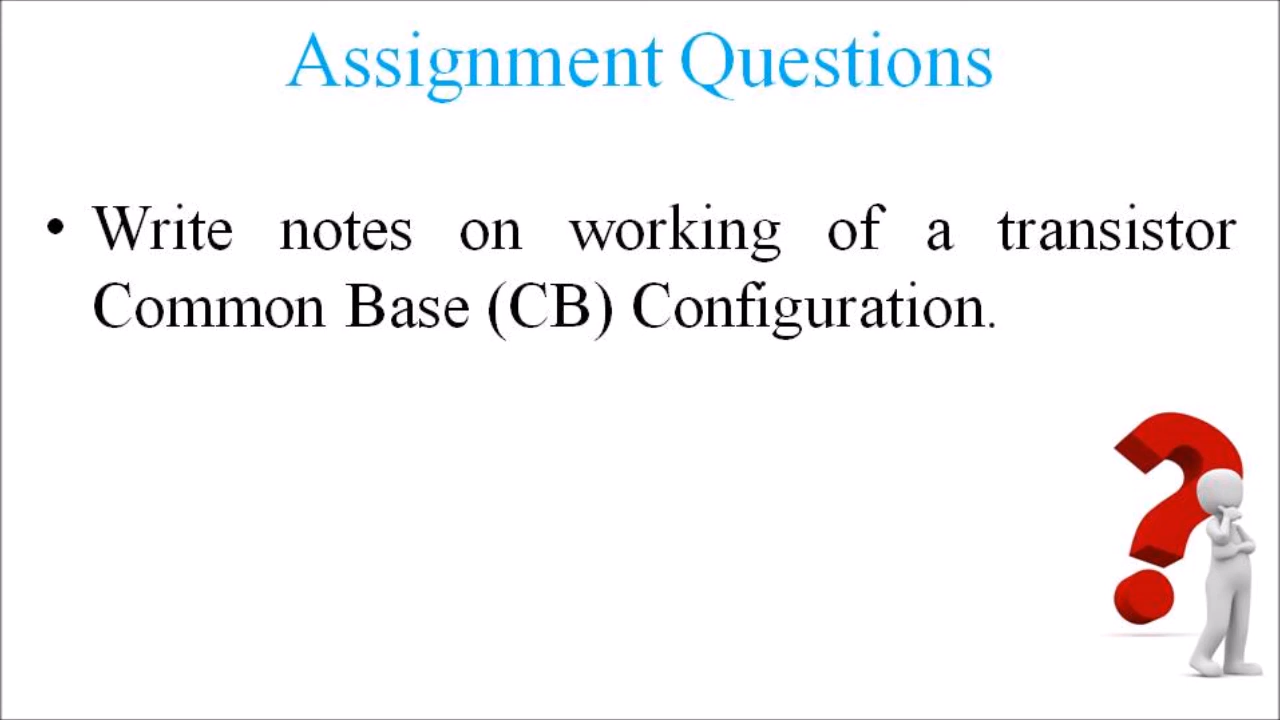 Assignment Questions
• Write notes on working of a transistor
Common Base (CB) Configuration.